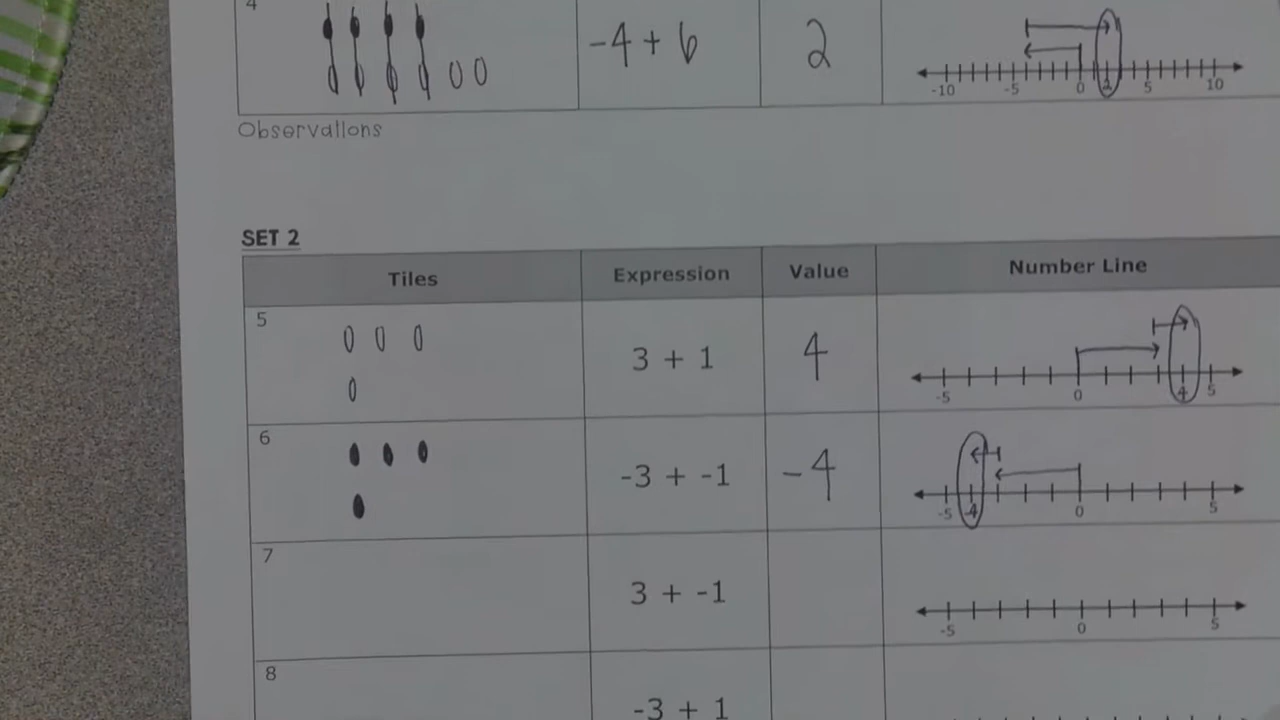 4
-4 + 6
2
-10 -5 0 2 5 10
Observations
SET 2
Tiles Expression Value Number Line
5
3 + 1
4
-5 0 4 5
6
-3 + -1
-4
-5 -4 0 5
7
3 + -1
-5 0 5
8
-3 + 1